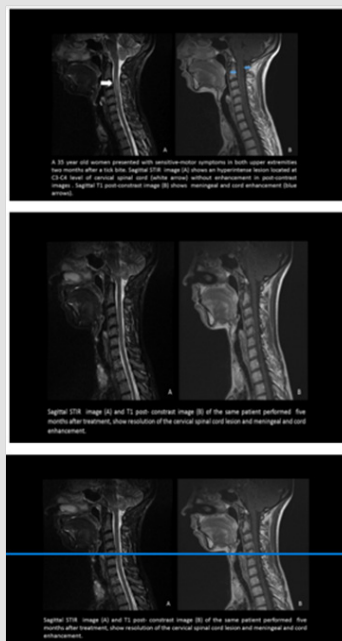 A
B
A 35 year old women presented with sensitive-motor symptoms in both upper extremities
two months after a tick bite. Sagittal STIR image (A) shows an hyperintense lesion located at
C3-C4 level of cervical spinal cord (white arrow) without enhancement in post-contrast
images . Sagittal T1 post-constrast image (B) shows meningeal and cord enhancement (blue
arrows).
A
B
Sagittal STIR image (A) and T1 post- constrast image (B) of the same patient performed five
months after treatment, show resolution of the cervical spinal cord lesion and meningeal and cord
enhancement.
A
B
Sagittal STIR image (A) and T1 post- constrast image (B) of the same patient performed five
months after treatment, show resolution of the cervical spinal cord lesion and meningeal and cord
enhancement.